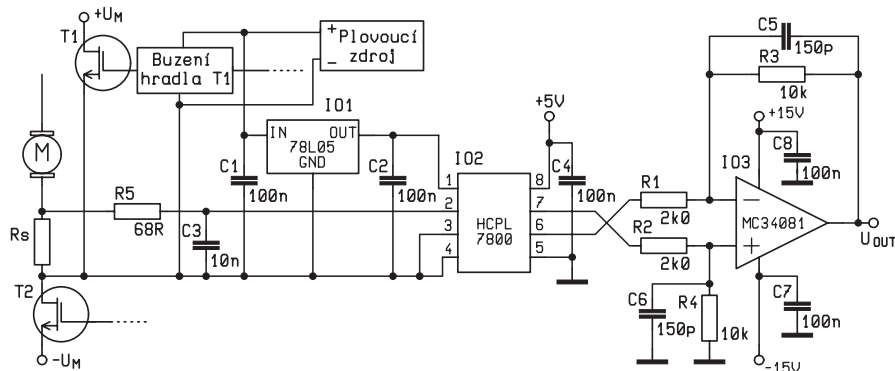 +U_M
T1
Buzení
hradla T1
+
−
Plovoucí
zdroj
M
IO1
IN
OUT
78L05
GND
C1
100n
C2
100n
R5
68R
C3
10n
Rs
T2
-U_M
IO2
HCPL
7800
1
2
3
4
8
7
6
5
+5V
C4
100n
R1
2k0
R2
2k0
C5
150p
R3
10k
+15V
C8
100n
IO3
MC34081
−
+
U_OUT
C6
150p
R4
10k
C7
100n
-15V